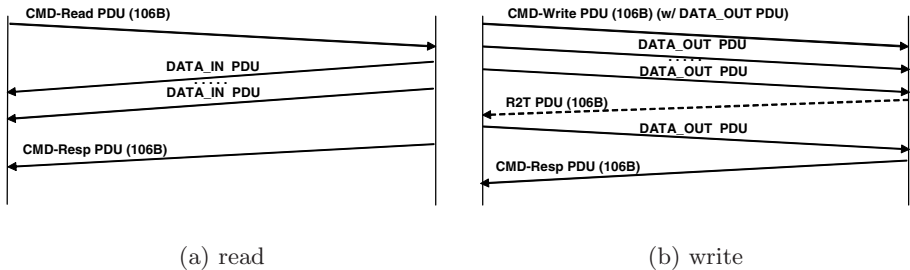 CMD-Read PDU (106B)
DATA_IN PDU
.....
DATA_IN PDU
CMD-Resp PDU (106B)
(a) read
CMD-Write PDU (106B) (w/ DATA_OUT PDU)
DATA_OUT PDU
.....
DATA_OUT PDU
R2T PDU (106B)
DATA_OUT PDU
CMD-Resp PDU (106B)
(b) write